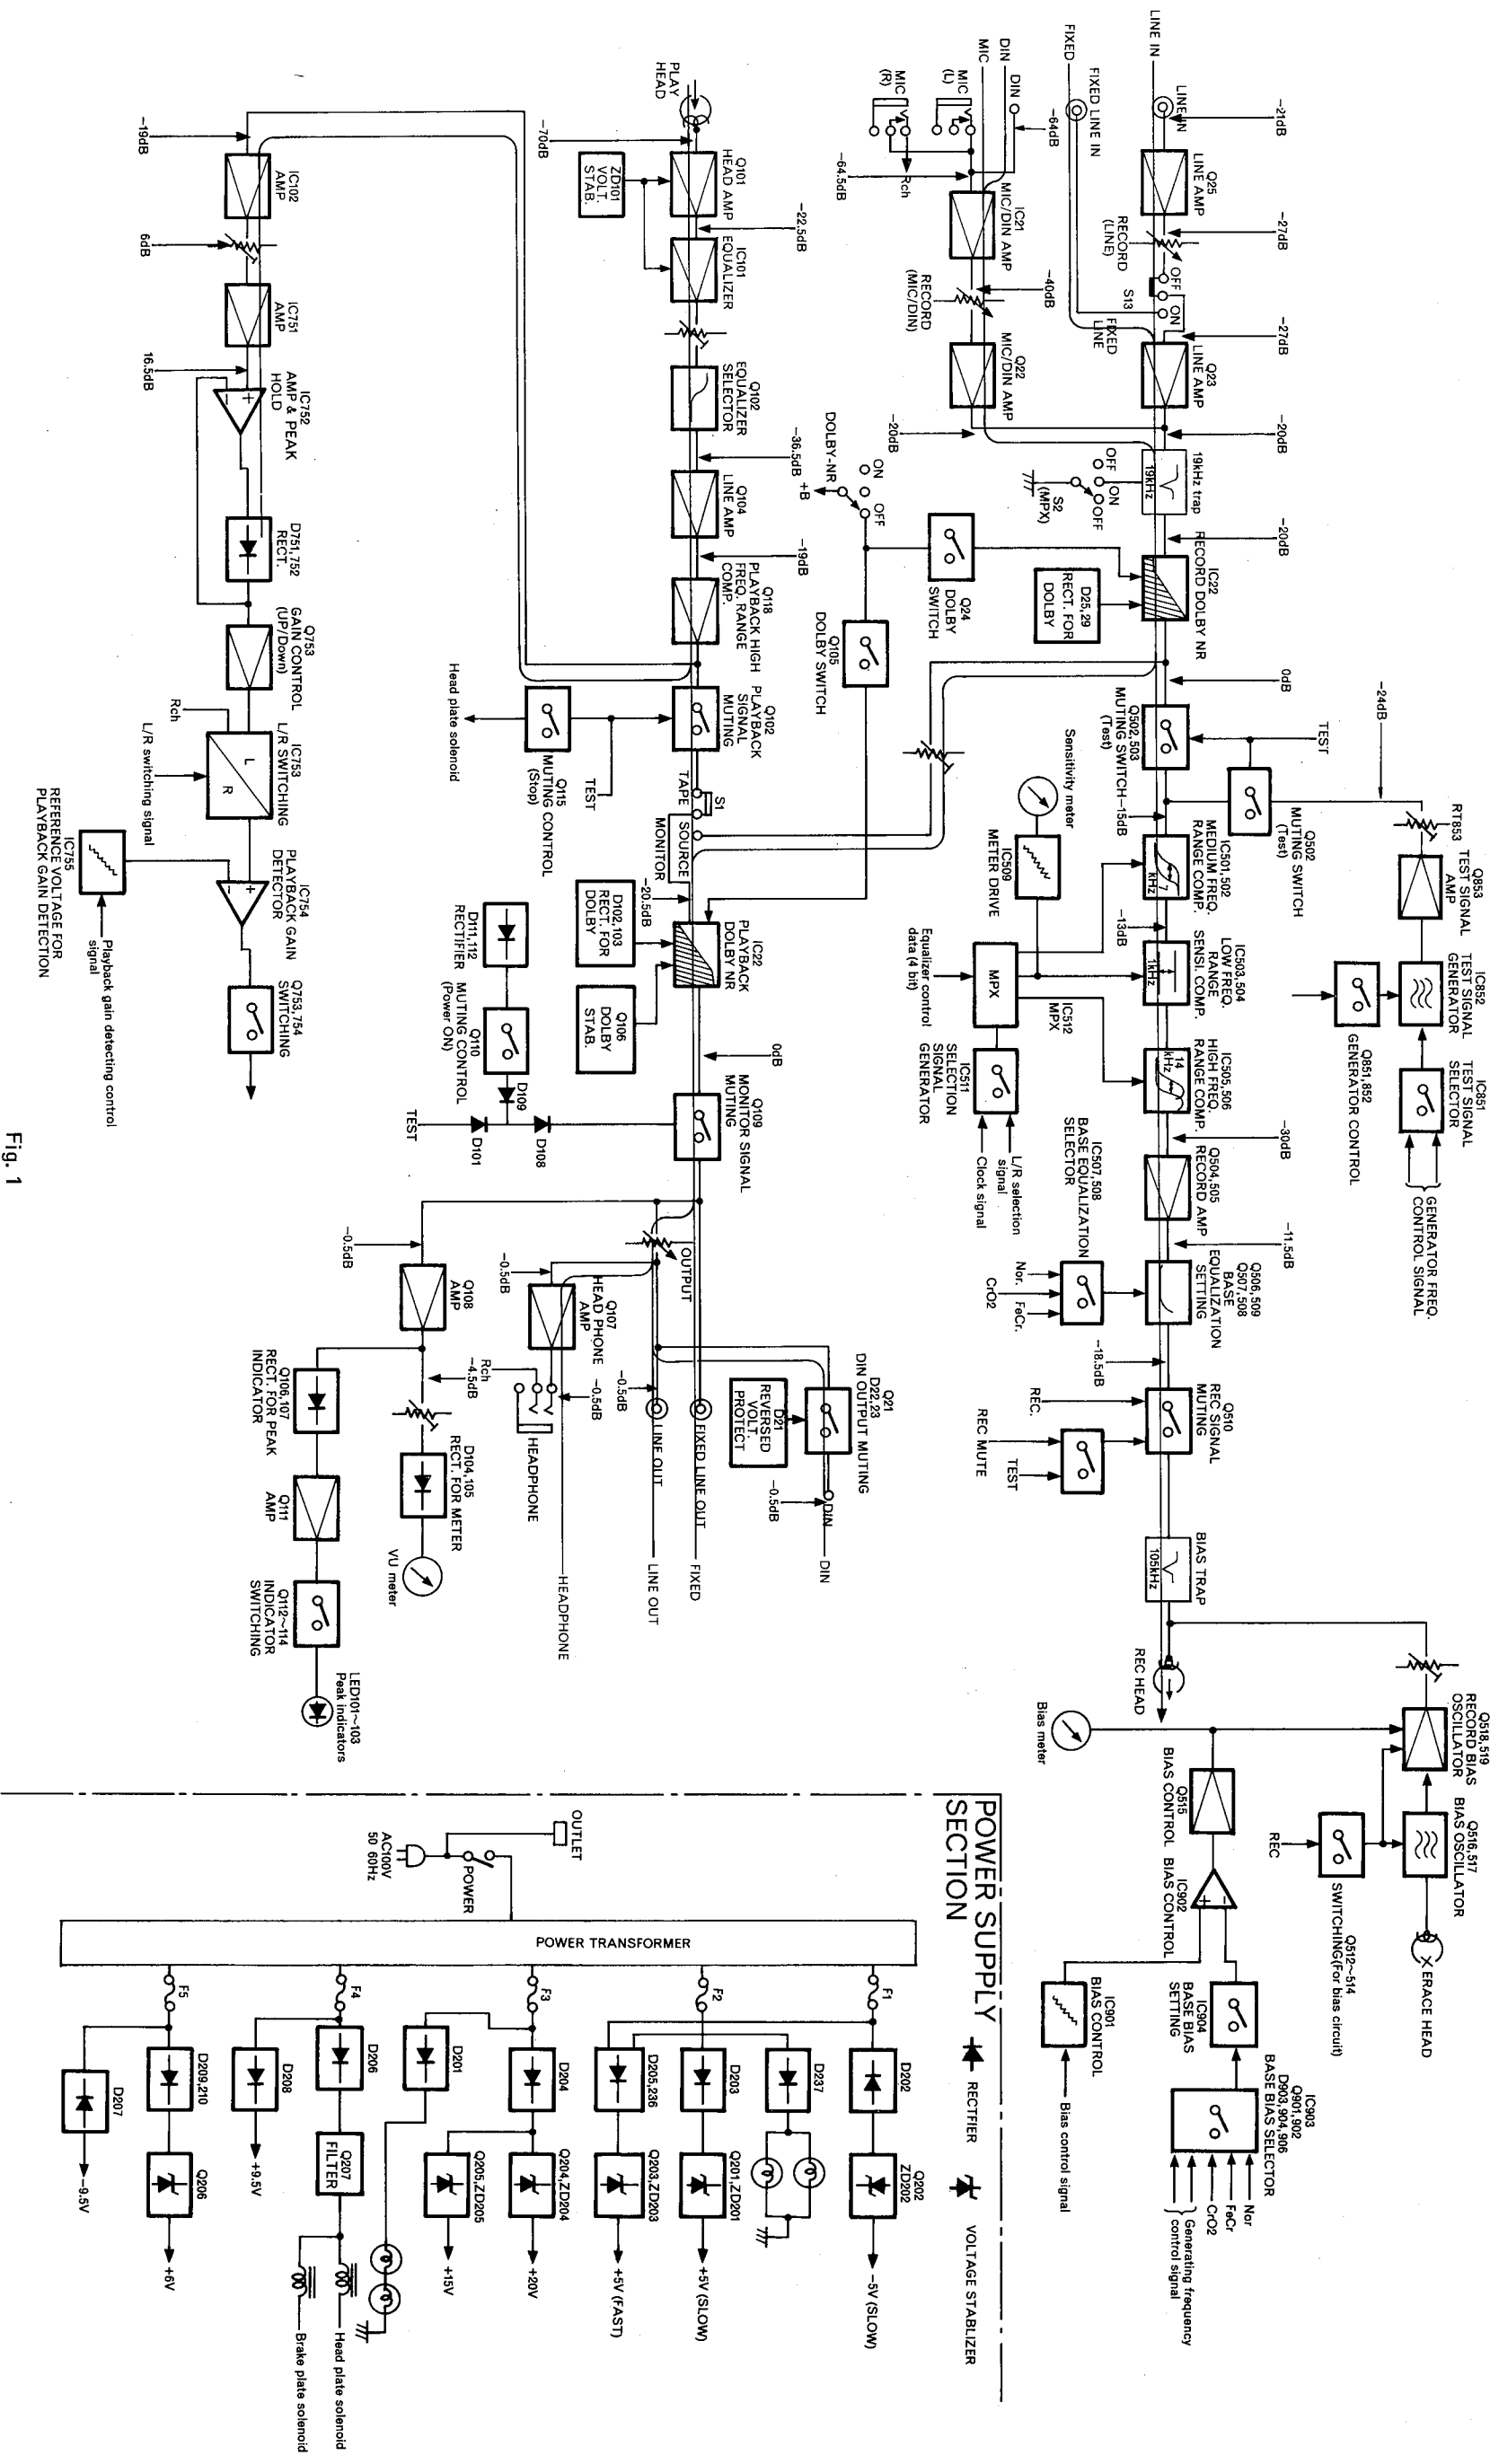 LINE IN
LINE IN
-21dB
Q25
LINE AMP
-27dB
RECORD
(LINE)
OFF
S13
ON
FIXED
LINE
-27dB
Q23
LINE AMP
-20dB
19kHz trap
19kHz
OFF
ON
OFF
S2
(MPX)
-20dB
IC22
RECORD DOLBY NR
D25,29
RECT. FOR
DOLBY
0dB
Q502,503
MUTING SWITCH
(Test)
TEST
-24dB
Q502
MUTING SWITCH
(Test)
-15dB
RT853
Q853
TEST SIGNAL
AMP
IC852
TEST SIGNAL
GENERATOR
IC851
TEST SIGNAL
SELECTOR
GENERATOR FREQ.
CONTROL SIGNAL
Q851,852
GENERATOR CONTROL
IC501,502
MEDIUM FREQ.
RANGE COMP.
7
kHz
-13dB
IC503,504
LOW FREQ.
RANGE
SENSI. COMP.
1kHz
IC505,506
HIGH FREQ.
RANGE COMP.
14
kHz
-30dB
Q504,505
RECORD AMP
-11.5dB
Q506,509
Q507,508
BASE
EQUALIZATION
SETTING
-18.5dB
Q510
REC SIGNAL
MUTING
BIAS TRAP
105kHz
REC HEAD
FIXED
FIXED LINE IN
DIN
MIC
DIN
-64dB
MIC
(L)
MIC
(R)
Rch
-64.5dB
IC21
MIC/DIN AMP
-40dB
RECORD
(MIC/DIN)
Q22
MIC/DIN AMP
-20dB
DOLBY-NR
ON
OFF
+B
Q24
DOLBY
SWITCH
Q105
DOLBY SWITCH
Sensitivity meter
IC509
METER DRIVE
MPX
IC512
MPX
Equalizer control
data (4 bit)
IC511
SELECTION
SIGNAL
GENERATOR
L/R selection
signal
Clock signal
IC507,508
BASE EQUALIZATION
SELECTOR
Nor.
CrO2
FeCr.
REC.
REC MUTE
TEST
Q518,519
RECORD BIAS
OSCILLATOR
Q516,517
BIAS OSCILLATOR
ERACE HEAD
Q512~514
SWITCHING(For bias circuit)
REC
Bias meter
Q515
BIAS CONTROL
IC902
BIAS CONTROL
+
-
IC904
BASE BIAS
SETTING
IC901
BIAS CONTROL
Bias control signal
IC903
Q901,902
D903,904,906
BASE BIAS SELECTOR
Nor
FeCr
CrO2
Generating frequency
control signal
PLAY
HEAD
-70dB
Q101
HEAD AMP
ZD101
VOLT.
STAB.
-22.5dB
IC101
EQUALIZER
Q102
EQUALIZER
SELECTOR
-36.5dB
Q104
LINE AMP
-19dB
Q118
PLAYBACK HIGH
FREQ. RANGE
COMP.
Q102
PLAYBACK
SIGNAL
MUTING
Q115
MUTING CONTROL
(Stop)
Head plate solenoid
TEST
TAPE
S1
SOURCE
MONITOR
-20.5dB
IC22
PLAYBACK
DOLBY NR
D102,103
RECT. FOR
DOLBY
Q106
DOLBY
STAB.
0dB
D111,112
RECTIFIER
Q110
MUTING CONTROL
(Power ON)
D109
D108
D101
TEST
Q109
MONITOR SIGNAL
MUTING
OUTPUT
Q107
HEAD PHONE
AMP
-0.5dB
-0.5dB
Rch
HEADPHONE
HEADPHONE
-0.5dB
LINE OUT
LINE OUT
FIXED LINE OUT
FIXED
Q21
D22,23
DIN OUTPUT MUTING
D21
REVERSED
VOLT.
PROTECT
-0.5dB
DIN
DIN
-0.5dB
Q108
AMP
-4.5dB
D104,105
RECT. FOR METER
VU meter
Q106,107
RECT. FOR PEAK
INDICATOR
Q111
AMP
Q112~114
INDICATOR
SWITCHING
LED101~103
Peak indicators
-19dB
IC102
AMP
6dB
IC751
AMP
16.5dB
IC752
AMP & PEAK
HOLD
+
-
D751,752
RECT.
Q753
GAIN CONTROL
(UP/Down)
Rch
L/R switching signal
IC753
L/R SWITCHING
L
R
IC754
PLAYBACK GAIN
DETECTOR
+
-
Q753,754
SWITCHING
IC755
REFERENCE VOLTAGE FOR
PLAYBACK GAIN DETECTION
Playback gain detecting control
signal
POWER SUPPLY
SECTION
RECTFIER
VOLTAGE STABLIZER
OUTLET
AC100V
50 60Hz
POWER
POWER TRANSFORMER
F1
D202
Q202
ZD202
-5V (SLOW)
D237
F2
D203
Q201,ZD201
+5V (SLOW)
D205,236
Q203,ZD203
+5V (FAST)
F3
D204
Q204,ZD204
+20V
D201
Q205,ZD205
+15V
F4
D206
Q207
FILTER
Head plate solenoid
Brake plate solenoid
D208
+9.5V
F5
D209,210
Q206
+6V
D207
-9.5V
Fig. 1